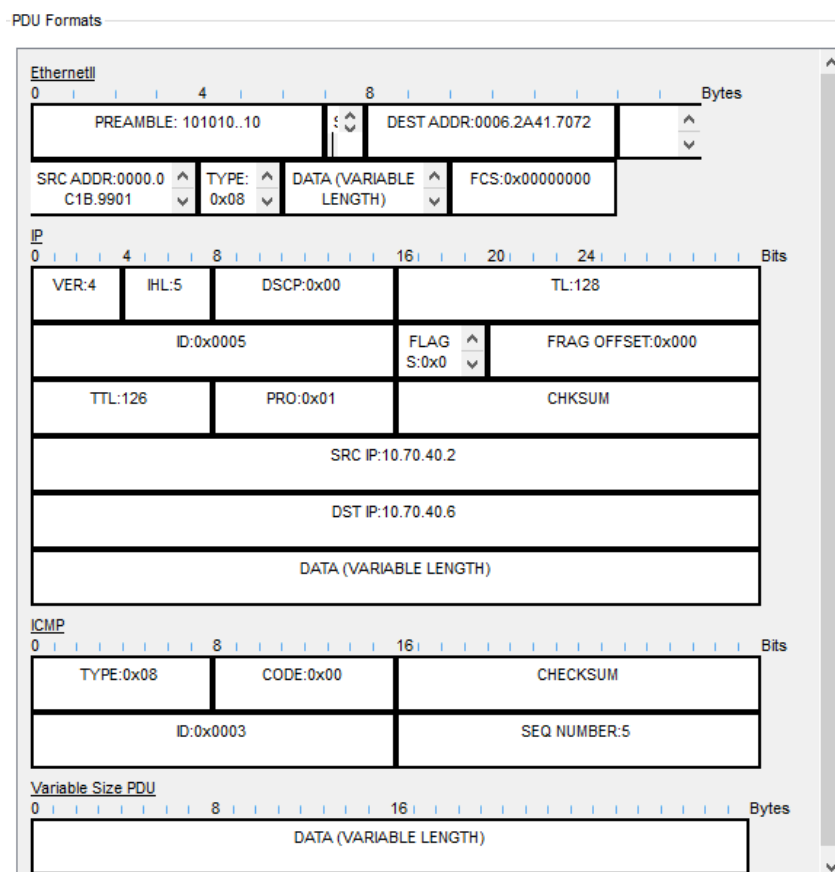 PDU Formats
EthernetII
0 4 8 Bytes
PREAMBLE: 101010..10
DEST ADDR:0006.2A41.7072
SRC ADDR:0000.0
C1B.9901
TYPE:
0x08
DATA (VARIABLE
LENGTH)
FCS:0x00000000
IP
0 4 8 16 20 24 Bits
VER:4 IHL:5 DSCP:0x00 TL:128
ID:0x0005
FLAG
S:0x0
FRAG OFFSET:0x000
TTL:126 PRO:0x01 CHKSUM
SRC IP:10.70.40.2
DST IP:10.70.40.6
DATA (VARIABLE LENGTH)
ICMP
0 8 16 Bits
TYPE:0x08 CODE:0x00 CHECKSUM
ID:0x0003 SEQ NUMBER:5
Variable Size PDU
0 8 16 Bytes
DATA (VARIABLE LENGTH)